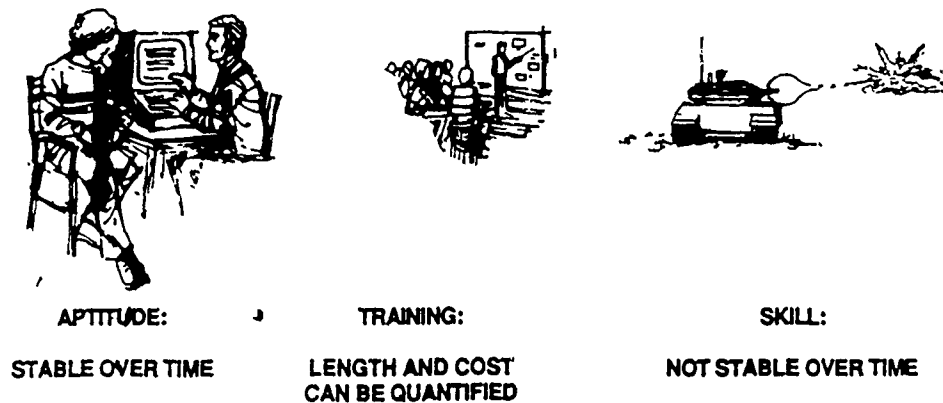 APTITUDE:
STABLE OVER TIME
TRAINING:
LENGTH AND COST
CAN BE QUANTIFIED
SKILL:
NOT STABLE OVER TIME